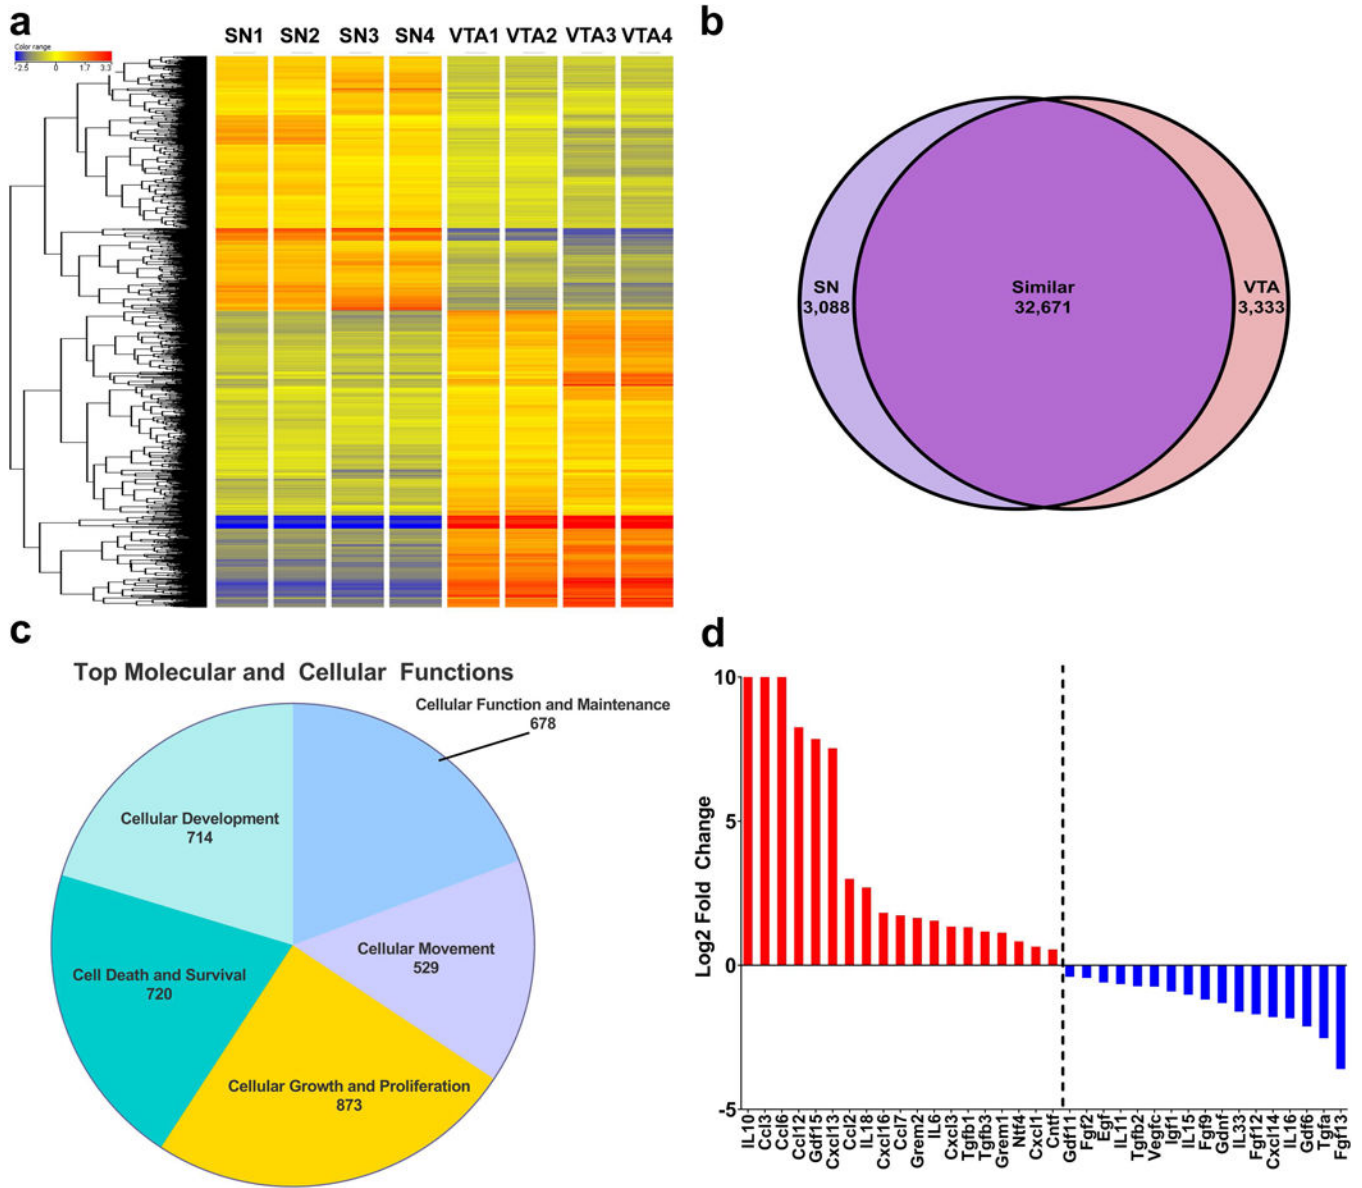 a
SN1 SN2 SN3 SN4 VTA1 VTA2 VTA3 VTA4
Color range
-2.5 0 1.7 3.3
b
SN
3,088
Similar
32,671
VTA
3,333
c
Top Molecular and Cellular Functions
Cellular Function and Maintenance
678
Cellular Development
714
Cellular Movement
529
Cell Death and Survival
720
Cellular Growth and Proliferation
873
d
Log2 Fold Change
10
5
0
-5
IL10
Ccl3
Ccl6
Ccl12
Gdf15
Cxcl13
Ccl2
IL18
Cxcl16
Ccl7
Grem2
IL6
Cxcl3
Tgfb1
Tgfb3
Grem1
Ntf4
Cxcl1
Cntf
Gdf11
Fgf2
Egf
IL11
Tgfb2
Vegfc
Igf1
IL15
Fgf9
Gdnf
IL33
Fgf12
Cxcl14
IL16
Gdf6
Tgfa
Fgf13